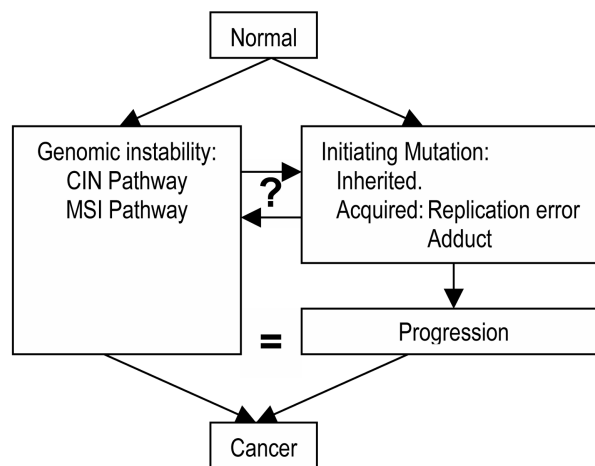 Normal
Genomic instability:
CIN Pathway
MSI Pathway
?
Initiating Mutation:
Inherited.
Acquired: Replication error
Adduct
=
Progression
Cancer